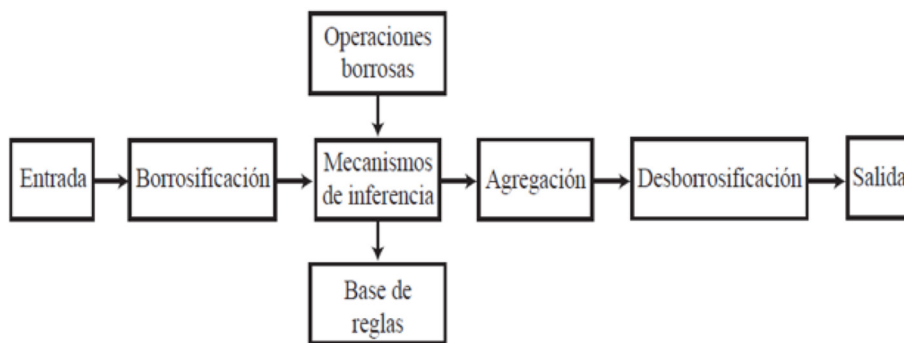 Operaciones
borrosas
Entrada
Borrosificación
Mecanismos
de inferencia
Agregación
Desborrosificación
Salida
Base de
reglas